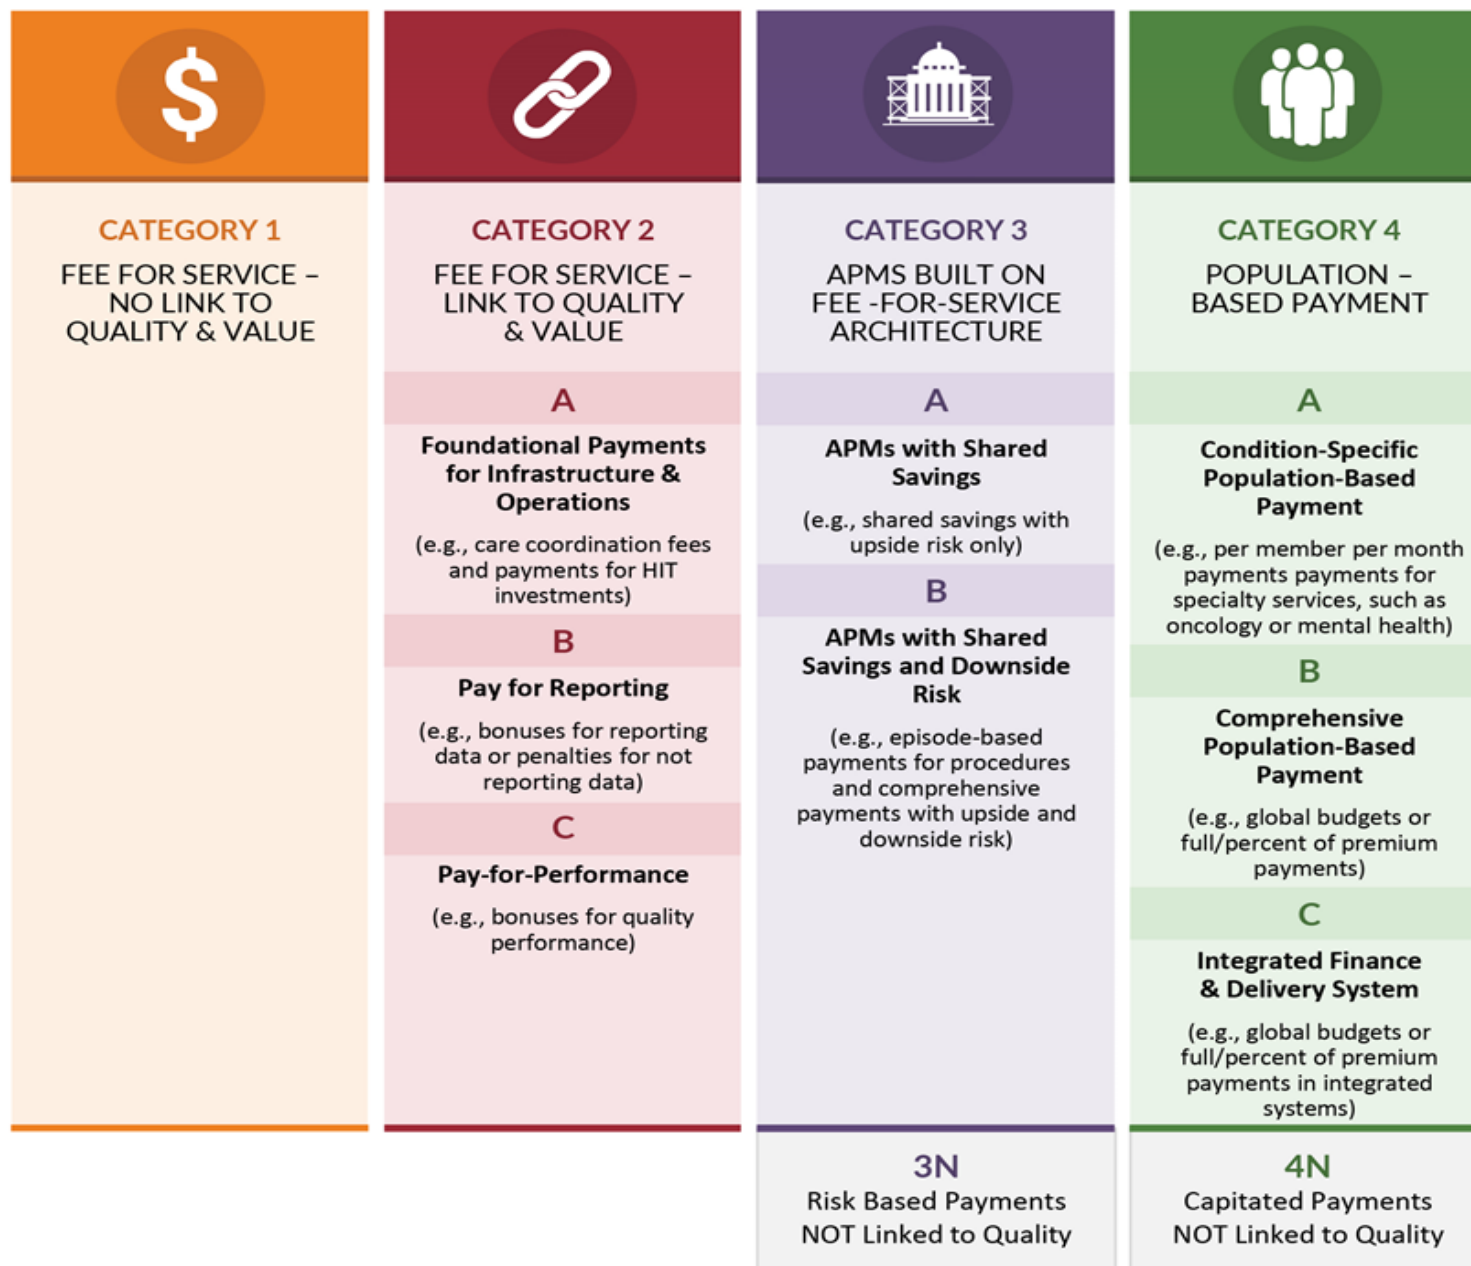 $
CATEGORY 1
FEE FOR SERVICE –
NO LINK TO
QUALITY & VALUE
CATEGORY 2
FEE FOR SERVICE –
LINK TO QUALITY
& VALUE
A
Foundational Payments
for Infrastructure &
Operations
(e.g., care coordination fees
and payments for HIT
investments)
B
Pay for Reporting
(e.g., bonuses for reporting
data or penalties for not
reporting data)
C
Pay-for-Performance
(e.g., bonuses for quality
performance)
CATEGORY 3
APMS BUILT ON
FEE -FOR-SERVICE
ARCHITECTURE
A
APMs with Shared
Savings
(e.g., shared savings with
upside risk only)
B
APMs with Shared
Savings and Downside
Risk
(e.g., episode-based
payments for procedures
and comprehensive
payments with upside and
downside risk)
3N
Risk Based Payments
NOT Linked to Quality
CATEGORY 4
POPULATION –
BASED PAYMENT
A
Condition-Specific
Population-Based
Payment
(e.g., per member per month
payments payments for
specialty services, such as
oncology or mental health)
B
Comprehensive
Population-Based
Payment
(e.g., global budgets or
full/percent of premium
payments)
C
Integrated Finance
& Delivery System
(e.g., global budgets or
full/percent of premium
payments in integrated
systems)
4N
Capitated Payments
NOT Linked to Quality